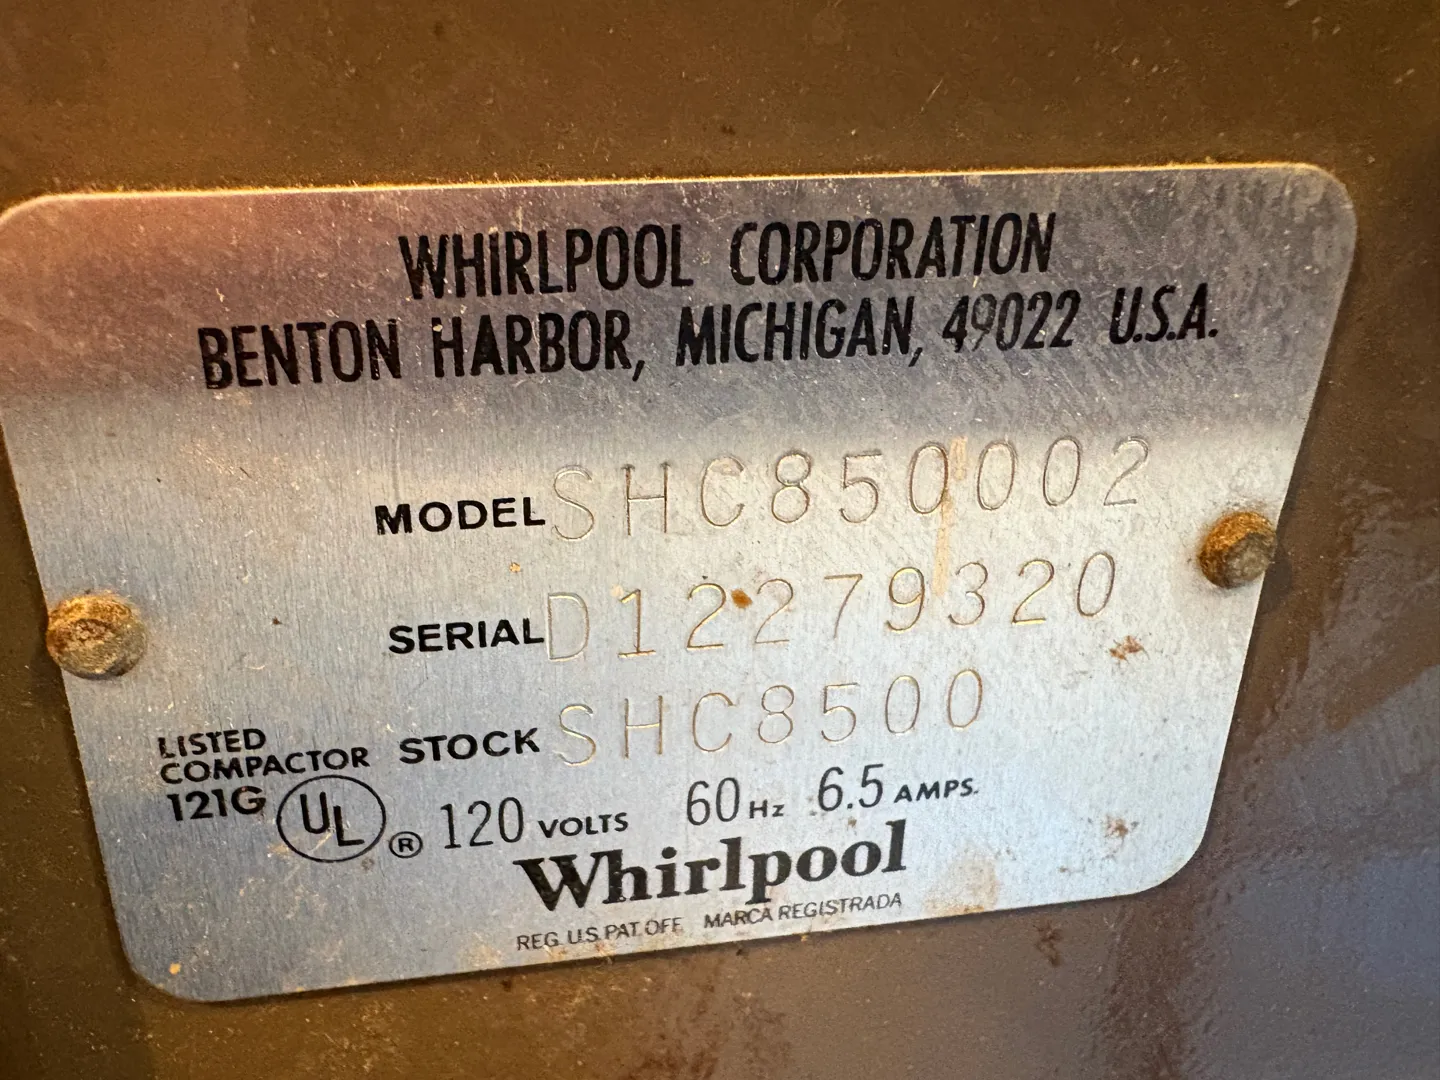 WHIRLPOOL CORPORATION
BENTON HARBOR, MICHIGAN, 49022 U.S.A.
MODEL SHC850002
SERIAL D12279320
STOCK SHC8500
LISTED
COMPACTOR
121G UL ® 120 VOLTS 60 Hz 6.5 AMPS.
Whirlpool
REG. U.S. PAT. OFF. MARCA REGISTRADA